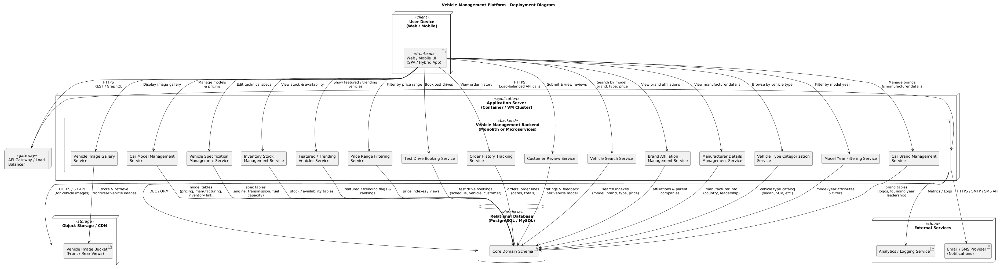 Vehicle Management Platform - Deployment Diagram
«client»
User Device
(Web / Mobile)
«frontend»
Web / Mobile UI
(SPA / Hybrid App)
HTTPS
REST / GraphQL
Display image gallery
Manage models
& pricing
Edit technical specs
View stock & availability
Show featured / trending
vehicles
Filter by price range
Book test drives
View order history
HTTPS
Load-balanced API calls
Submit & view reviews
Search by model,
brand, type, price
View brand affiliations
View manufacturer details
Browse by vehicle type
Filter by model year
Manage brands
& manufacturer details
«application»
Application Server
(Container / VM Cluster)
«backend»
Vehicle Management Backend
(Monolith or Microservices)
«gateway»
API Gateway / Load
Balancer
Vehicle Image Gallery
Service
Car Model Management
Service
Vehicle Specification
Management Service
Inventory Stock
Management Service
Featured / Trending
Vehicles Service
Price Range Filtering
Service
Test Drive Booking Service
Order History Tracking
Service
Customer Review Service
Vehicle Search Service
Brand Affiliation
Management Service
Manufacturer Details
Management Service
Vehicle Type Categorization
Service
Model Year Filtering Service
Car Brand Management
Service
HTTPS / S3 API
(for vehicle images)
store & retrieve
front/rear vehicle images
JDBC / ORM
model tables
(pricing, manufacturing,
inventory link)
spec tables
(engine, transmission, fuel
capacity)
stock / availability tables
featured / trending flags &
rankings
price indexes / views
test drive bookings
(schedule, vehicle, customer)
orders, order lines
(dates, totals)
ratings & feedback
per vehicle model
search indexes
(model, brand, type, price)
affiliations & parent
companies
manufacturer info
(country, leadership)
vehicle type catalog
(sedan, SUV, etc.)
model-year attributes
& filters
brand tables
(logos, founding year,
leadership)
Metrics / Logs
HTTPS / SMTP / SMS API
«storage»
Object Storage / CDN
Vehicle Image Bucket
(Front / Rear Views)
«database»
Relational Database
(PostgreSQL / MySQL)
Core Domain Schema
«cloud»
External Services
Analytics / Logging Service
Email / SMS Provider
(Notifications)